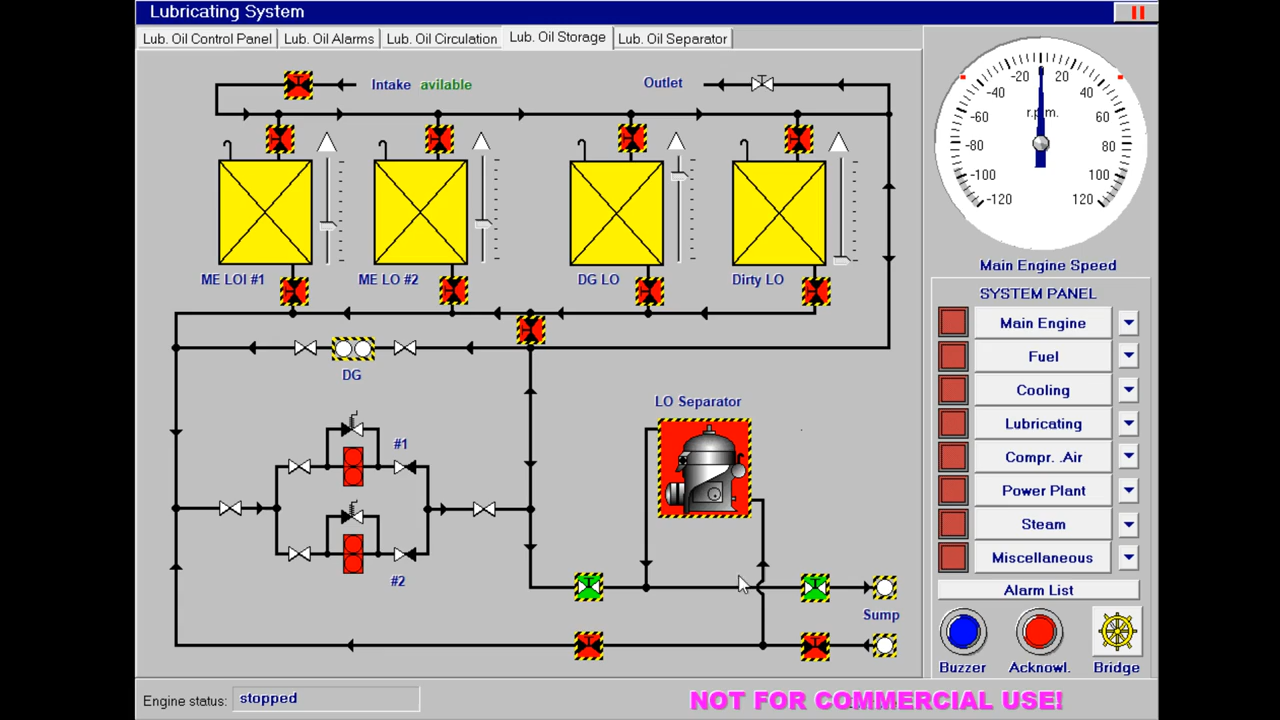 Lubricating System
Lub. Oil Control Panel Lub. Oil Alarms Lub. Oil Circulation Lub. Oil Storage Lub. Oil Separator
Intake avilable
Outlet
ME LOI #1
ME LO #2
DG LO
Dirty LO
DG
#1
#2
LO Separator
Sump
-20 20
-40 40
-60 60
-80 80
-100 100
-120 120
r.p.m.
Main Engine Speed
SYSTEM PANEL
Main Engine
Fuel
Cooling
Lubricating
Compr. .Air
Power Plant
Steam
Miscellaneous
Alarm List
Buzzer Acknowl. Bridge
Engine status: stopped
NOT FOR COMMERCIAL USE!